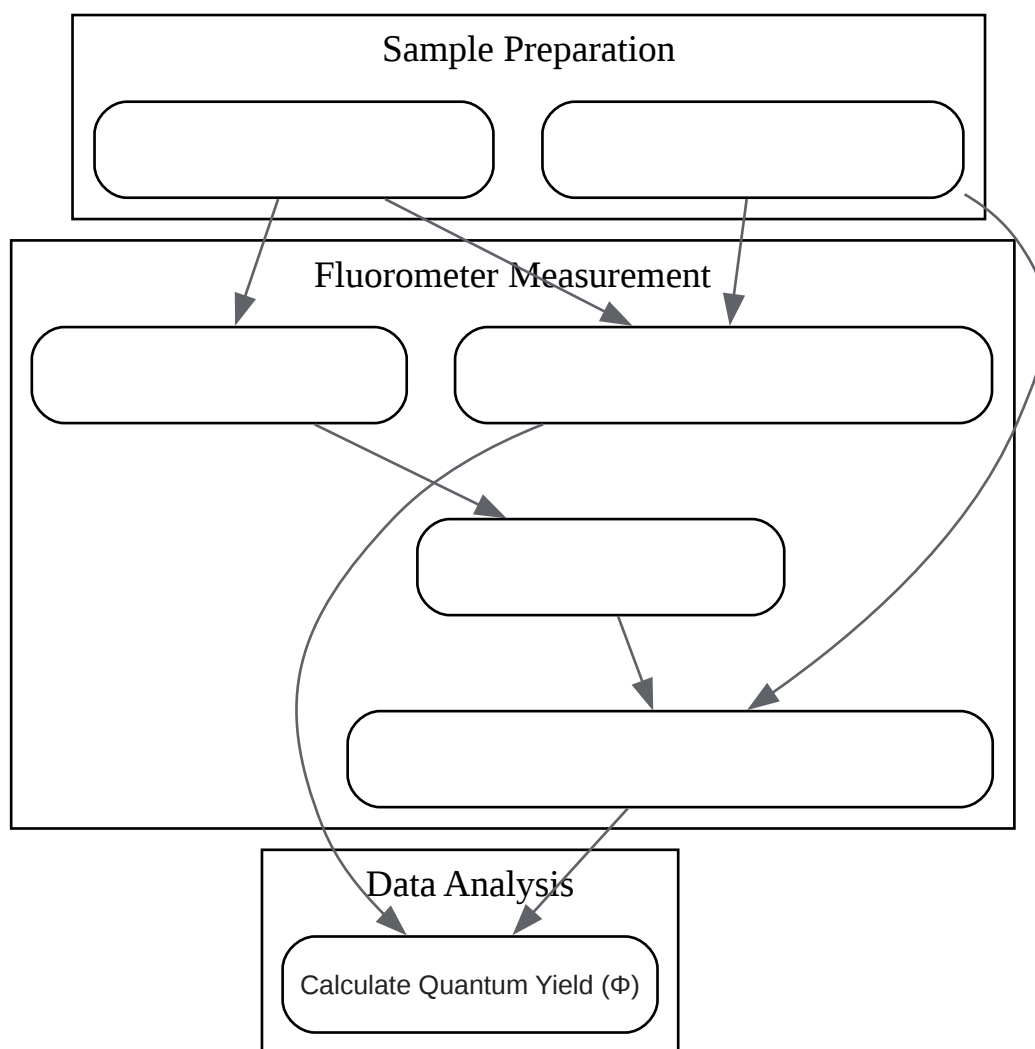 Sample Preparation
Fluorometer Measurement
Data Analysis
Calculate Quantum Yield (Φ)